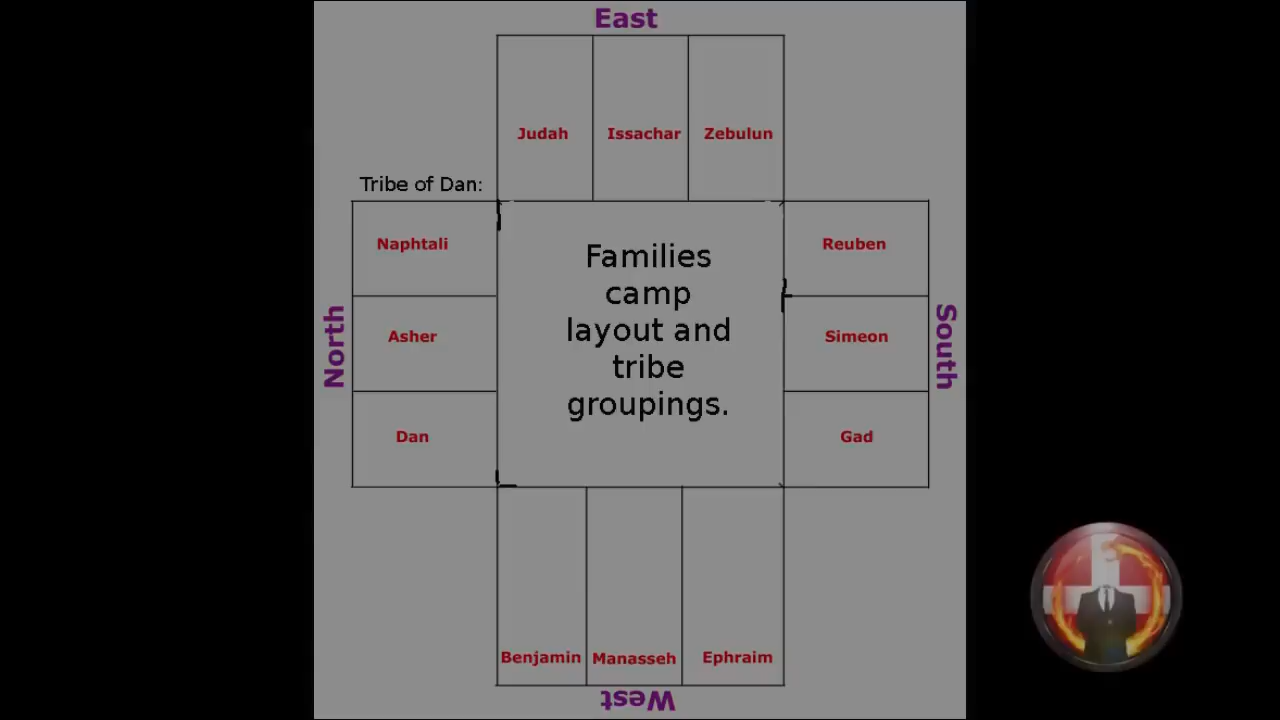 East
Judah Issachar Zebulun
Tribe of Dan:
Naphtali
Reuben
Families
camp
layout and
tribe
groupings.
North
Asher
Simeon
South
Dan
Gad
Benjamin Manasseh Ephraim
West